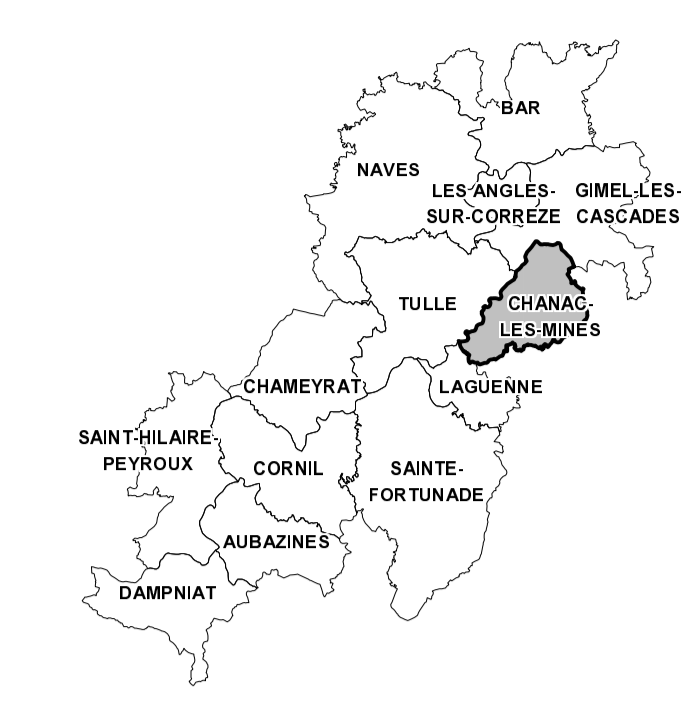 BAR
NAVES
LES ANGLES-
SUR-CORREZE
GIMEL-LES-
CASCADES
TULLE
CHANAC-
LES-MINES
CHAMEYRAT
LAGUENNE
SAINT-HILAIRE-
PEYROUX
CORNIL
SAINTE-
FORTUNADE
AUBAZINES
DAMPNIAT